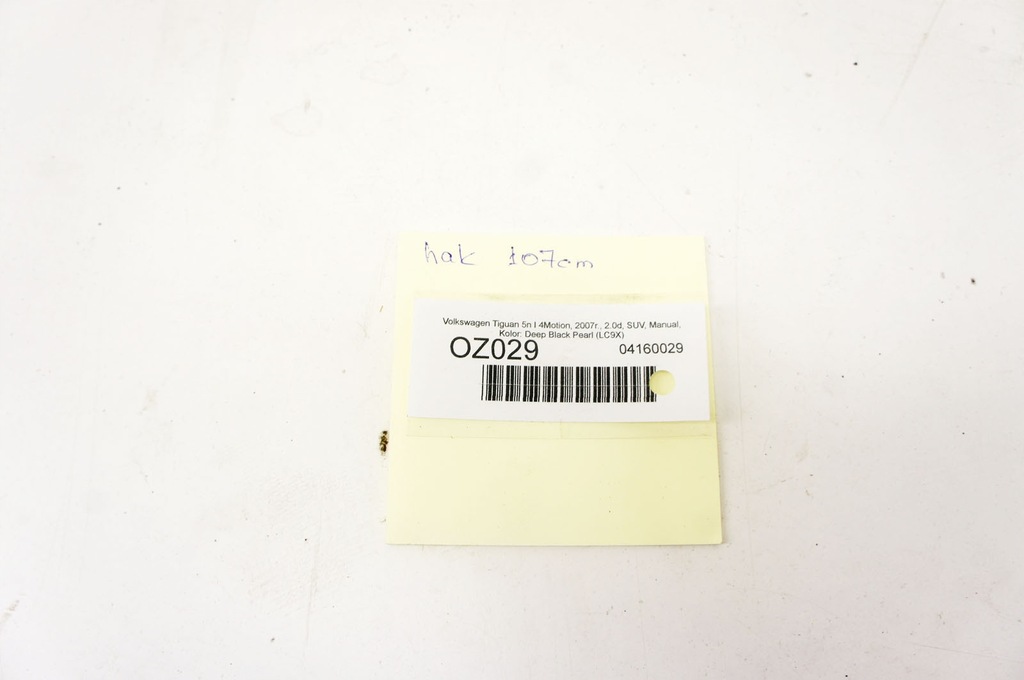 hak 107cm
Volkswagen Tiguan 5n I 4Motion, 2007r., 2.0d, SUV, Manual,
Kolor: Deep Black Pearl (LC9X)
OZ029 04160029